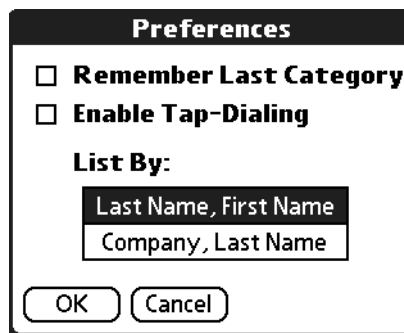 Preferences
Remember Last Category
Enable Tap-Dialing
List By:
Last Name, First Name
Company, Last Name
OK Cancel